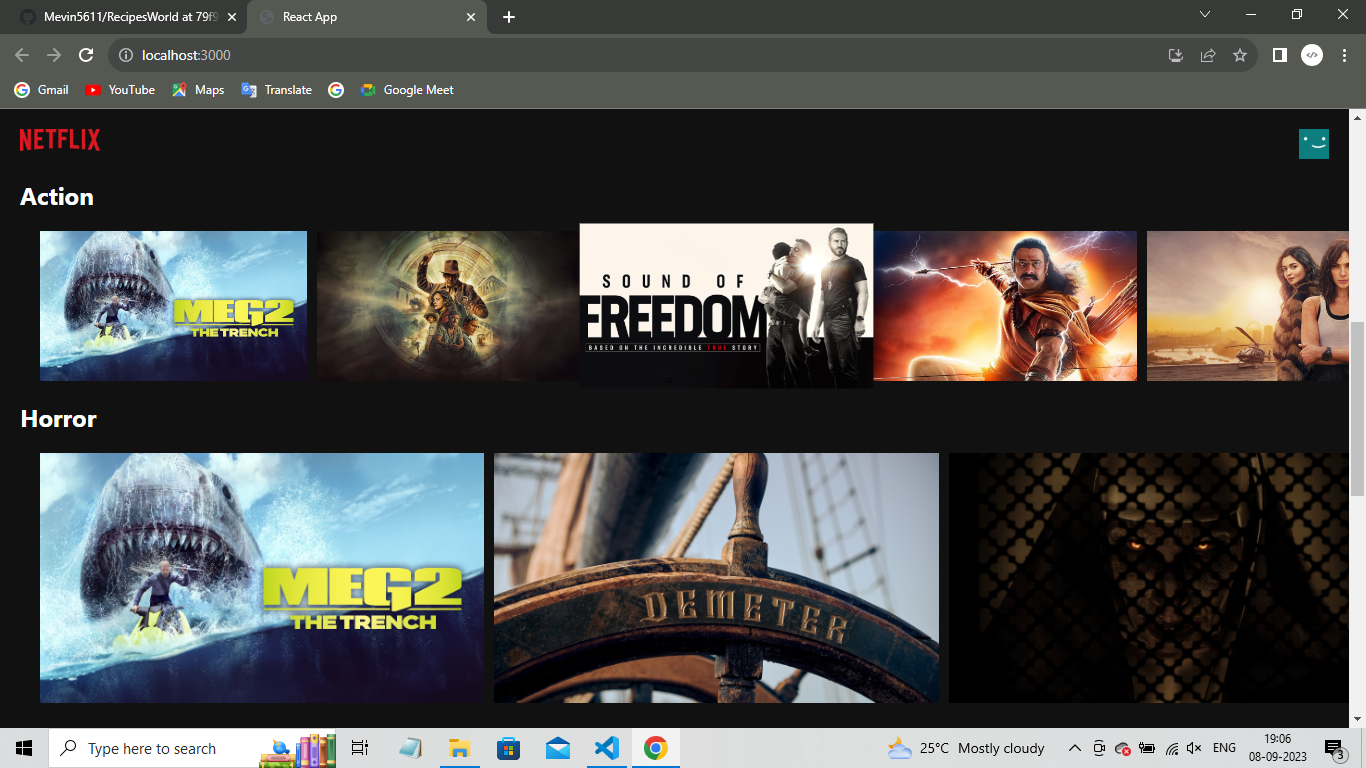 Mevin5611/RecipesWorld at 79f9
React App
localhost:3000
Gmail
YouTube
Maps
Translate
Google Meet
NETFLIX
Action
MEG2
THE TRENCH
SOUND OF
FREEDOM
BASED ON THE INCREDIBLE TRUE STORY
Horror
MEG2
THE TRENCH
DEMETER
Type here to search
25°C Mostly cloudy
ENG
19:06
08-09-2023
3